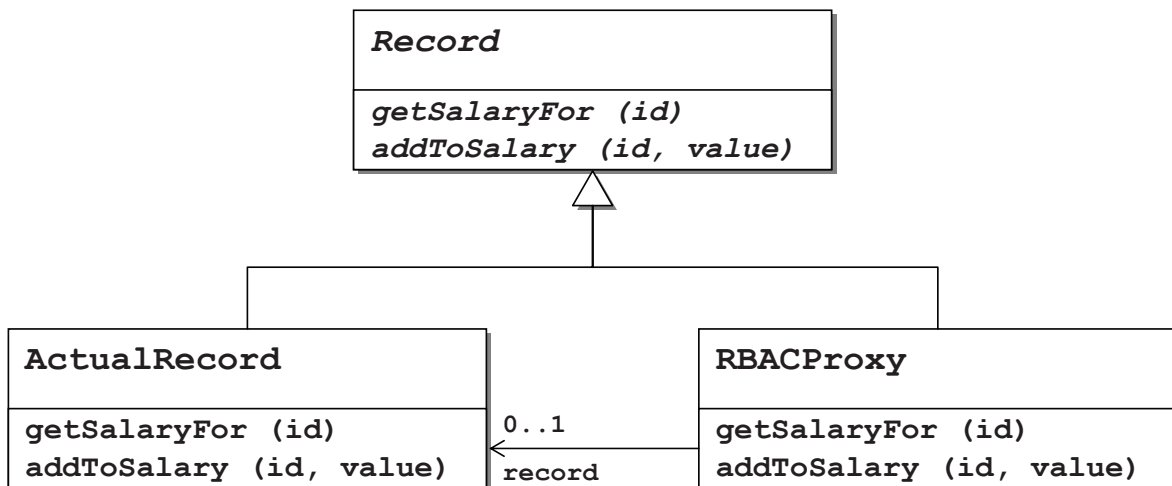 Record
getSalaryFor (id)
addToSalary (id, value)
ActualRecord
getSalaryFor (id)
addToSalary (id, value)
0..1
record
RBACProxy
getSalaryFor (id)
addToSalary (id, value)